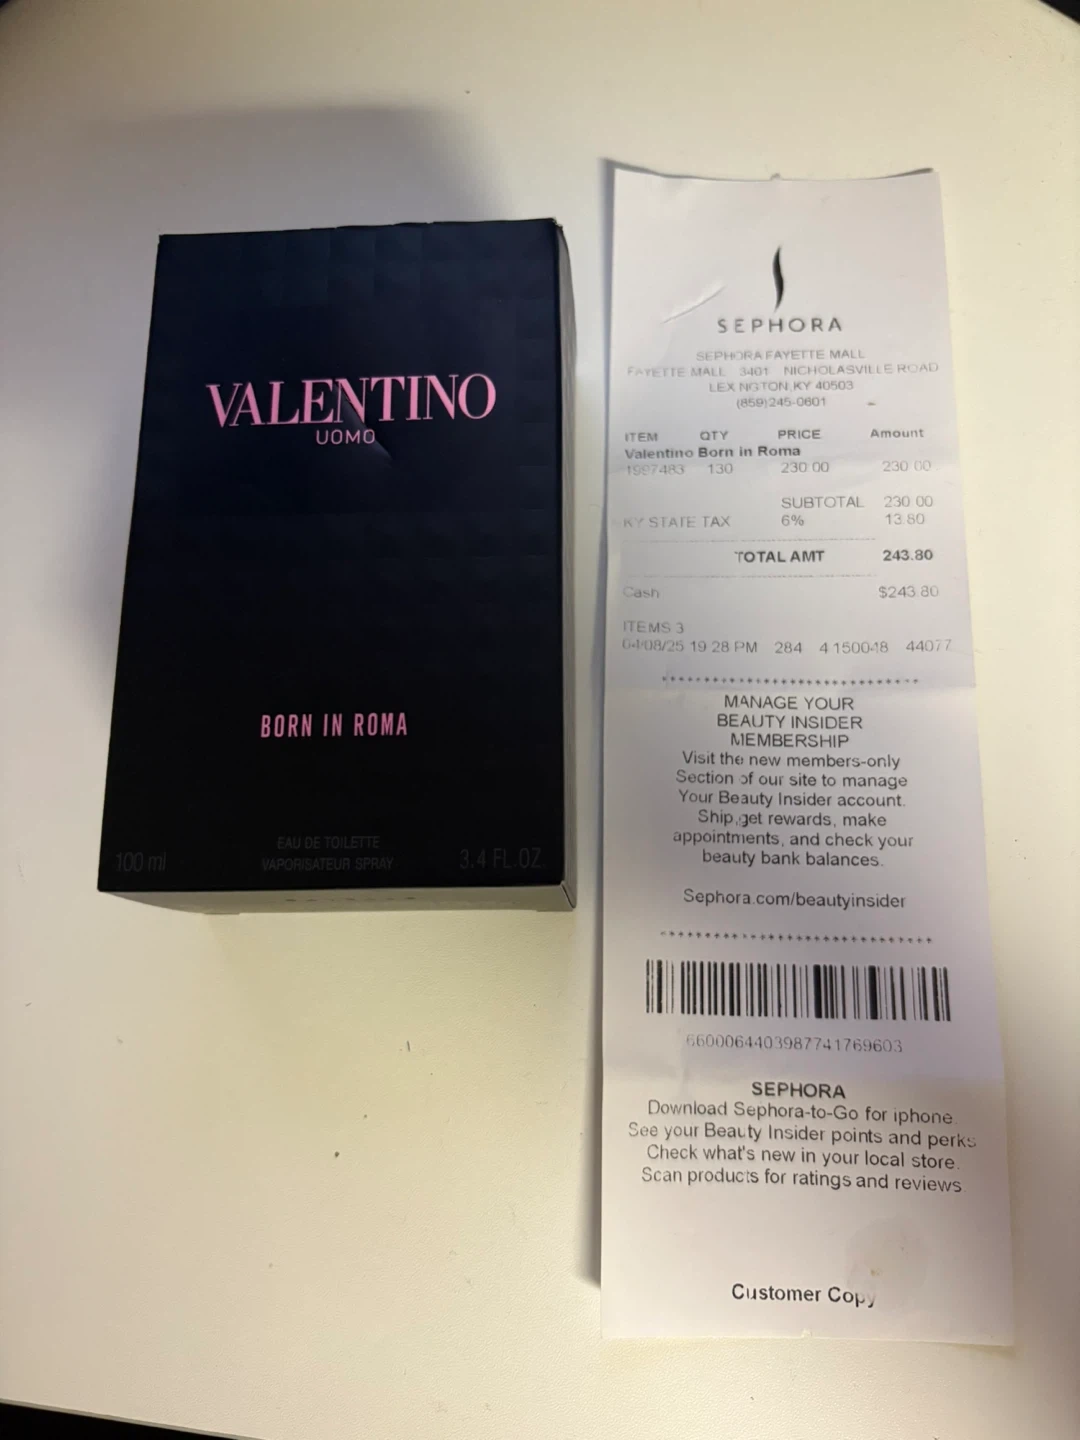 VALENTINO
UOMO
BORN IN ROMA
EAU DE TOILETTE
VAPORISATEUR SPRAY
100 ml
3.4 FL.OZ.
SEPHORA
SEPHORA FAYETTE MALL
FAYETTE MALL 3401 NICHOLASVILLE ROAD
LEX NGTON, KY 40503
(859)245-0601
ITEM QTY PRICE Amount
Valentino Born in Roma
1997483 130 230 00 230 00
SUBTOTAL 230 00
KY STATE TAX 6% 13 80
TOTAL AMT 243.80
Cash $243 80
ITEMS 3
04/08/25 19 28 PM 284 4 150048 44077
MANAGE YOUR
BEAUTY INSIDER
MEMBERSHIP
Visit the new members-only
Section of our site to manage
Your Beauty Insider account.
Ship,get rewards, make
appointments, and check your
beauty bank balances.
Sephora.com/beautyinsider
6600064403987741769603
SEPHORA
Download Sephora-to-Go for iphone.
See your Beauty Insider points and perks
Check what's new in your local store.
Scan products for ratings and reviews
Customer Copy